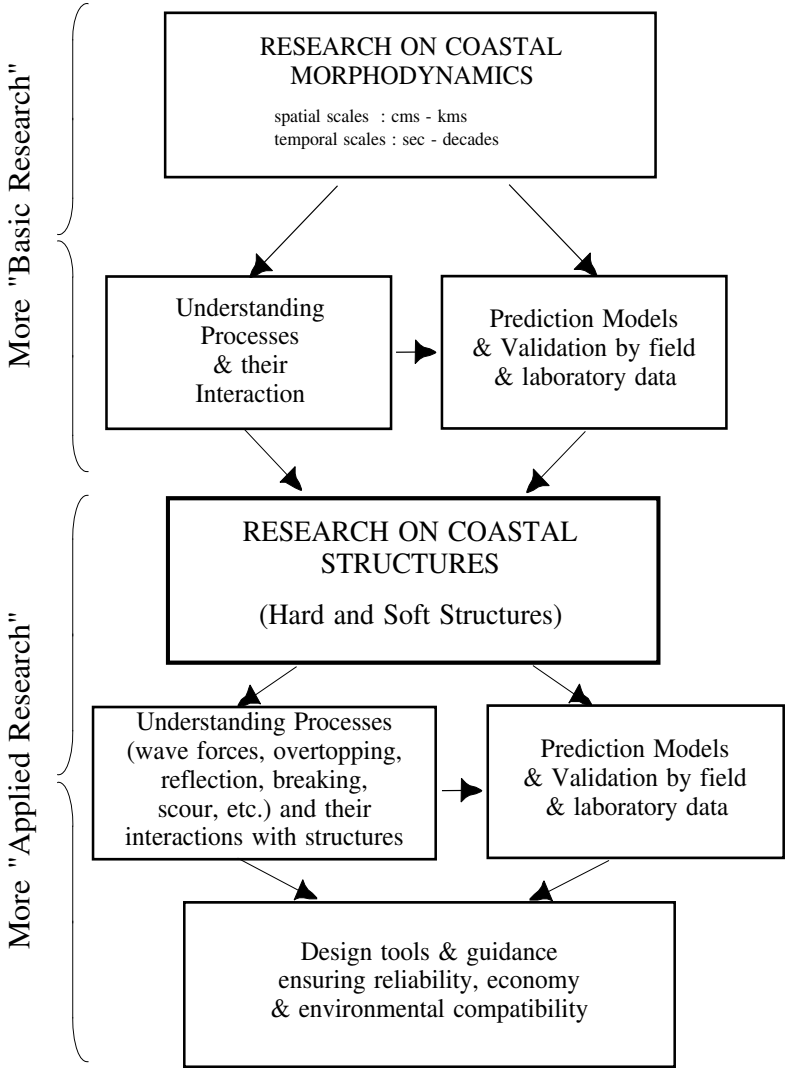 More "Basic Research"
RESEARCH ON COASTAL
MORPHODYNAMICS
spatial scales : cms - kms
temporal scales : sec - decades
Understanding
Processes
& their
Interaction
Prediction Models
& Validation by field
& laboratory data
More "Applied Research"
RESEARCH ON COASTAL
STRUCTURES
(Hard and Soft Structures)
Understanding Processes
(wave forces, overtopping,
reflection, breaking,
scour, etc.) and their
interactions with structures
Prediction Models
& Validation by field
& laboratory data
Design tools & guidance
ensuring reliability, economy
& environmental compatibility